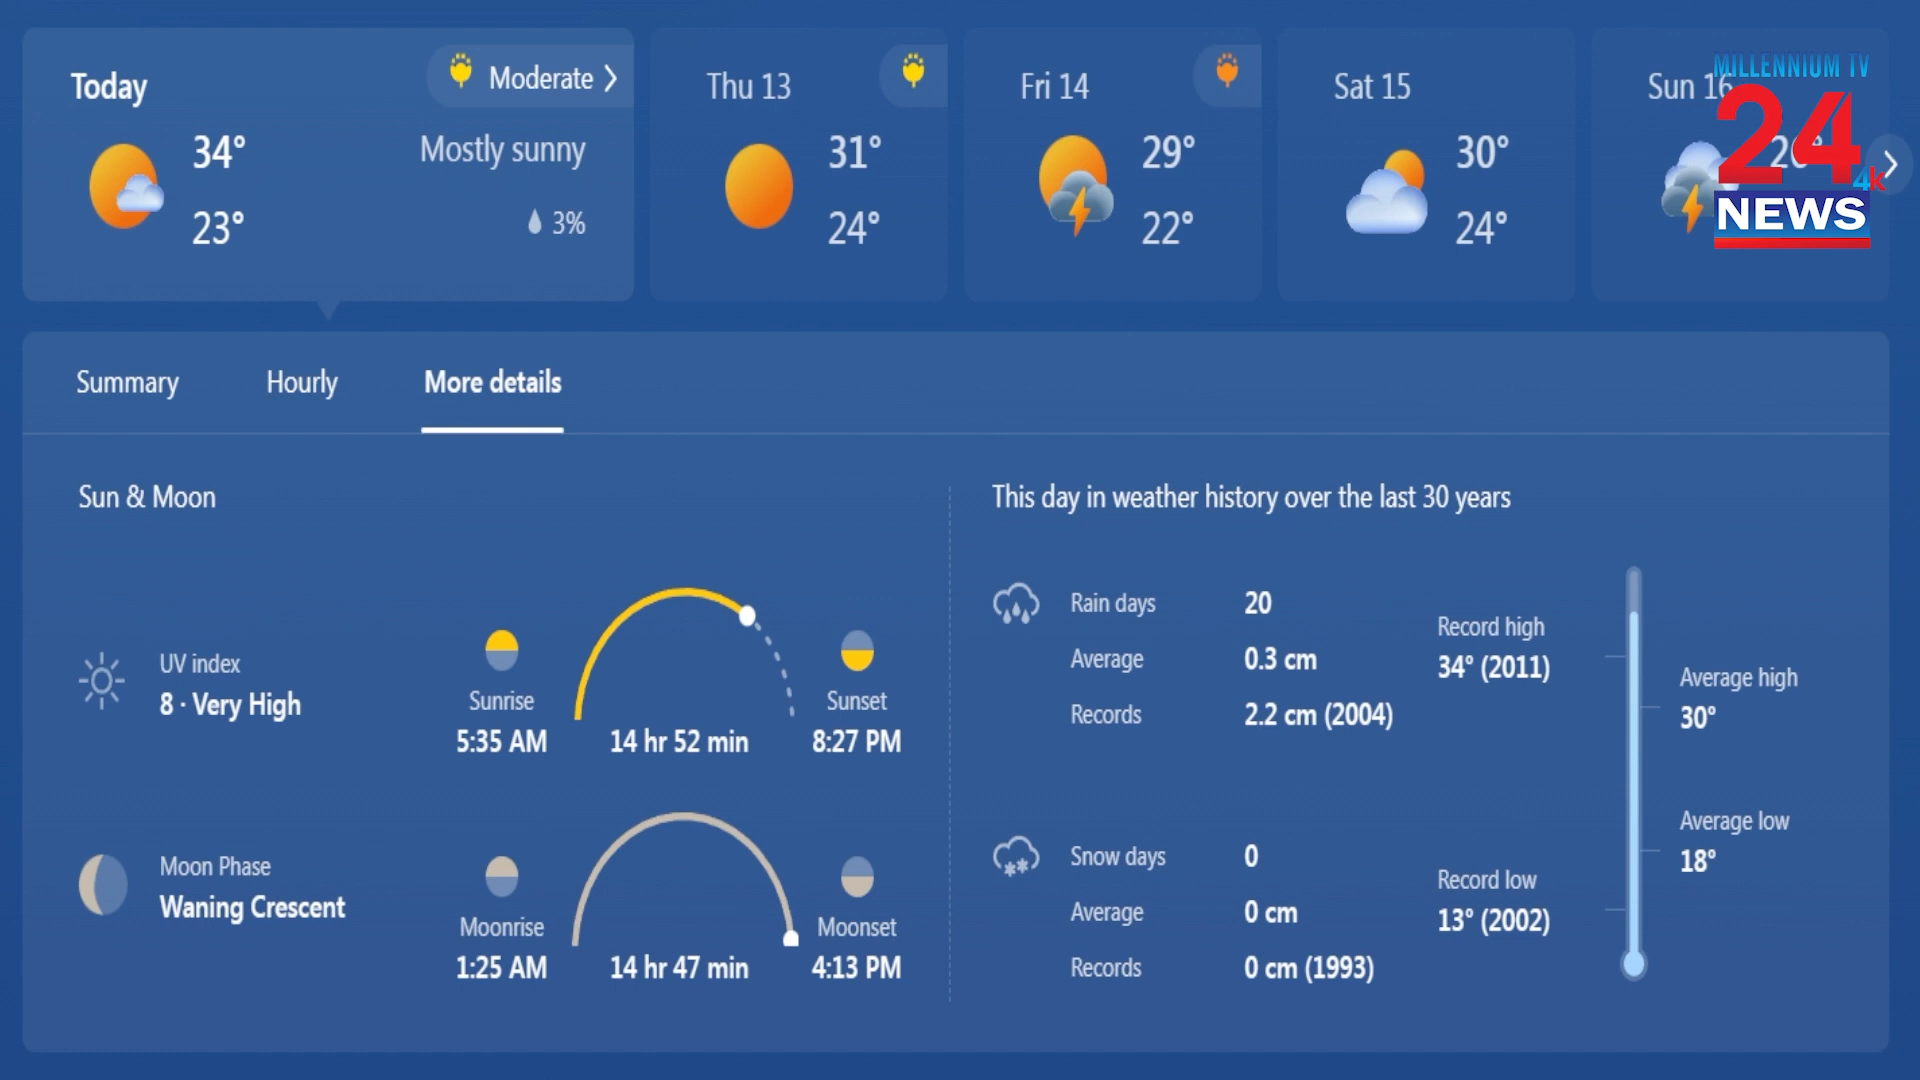 Today
Moderate
34°
Mostly sunny
23°
3%
Thu 13
31°
24°
Fri 14
29°
22°
Sat 15
30°
24°
Sun 16
MILLENNIUM TV
24
4k
NEWS
Summary
Hourly
More details
Sun & Moon
UV index
8 · Very High
Sunrise
5:35 AM
14 hr 52 min
Sunset
8:27 PM
Moon Phase
Waning Crescent
Moonrise
1:25 AM
14 hr 47 min
Moonset
4:13 PM
This day in weather history over the last 30 years
Rain days 20
Average 0.3 cm
Records 2.2 cm (2004)
Record high
34° (2011)
Average high
30°
Snow days 0
Average 0 cm
Records 0 cm (1993)
Record low
13° (2002)
Average low
18°